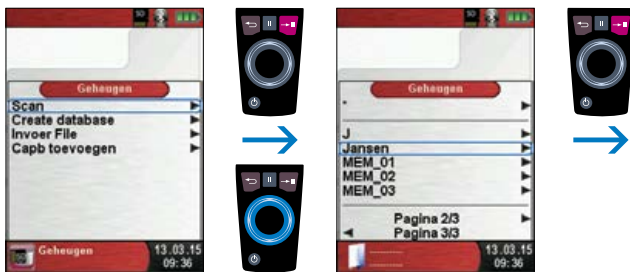 Geheugen
Scan
Create database
Invoer File
Capb toevoegen
Geheugen
13.03.15
09:36
Geheugen
*
J
Jansen
MEM_01
MEM_02
MEM_03
Pagina 2/3
Pagina 3/3
13.03.15
09:36